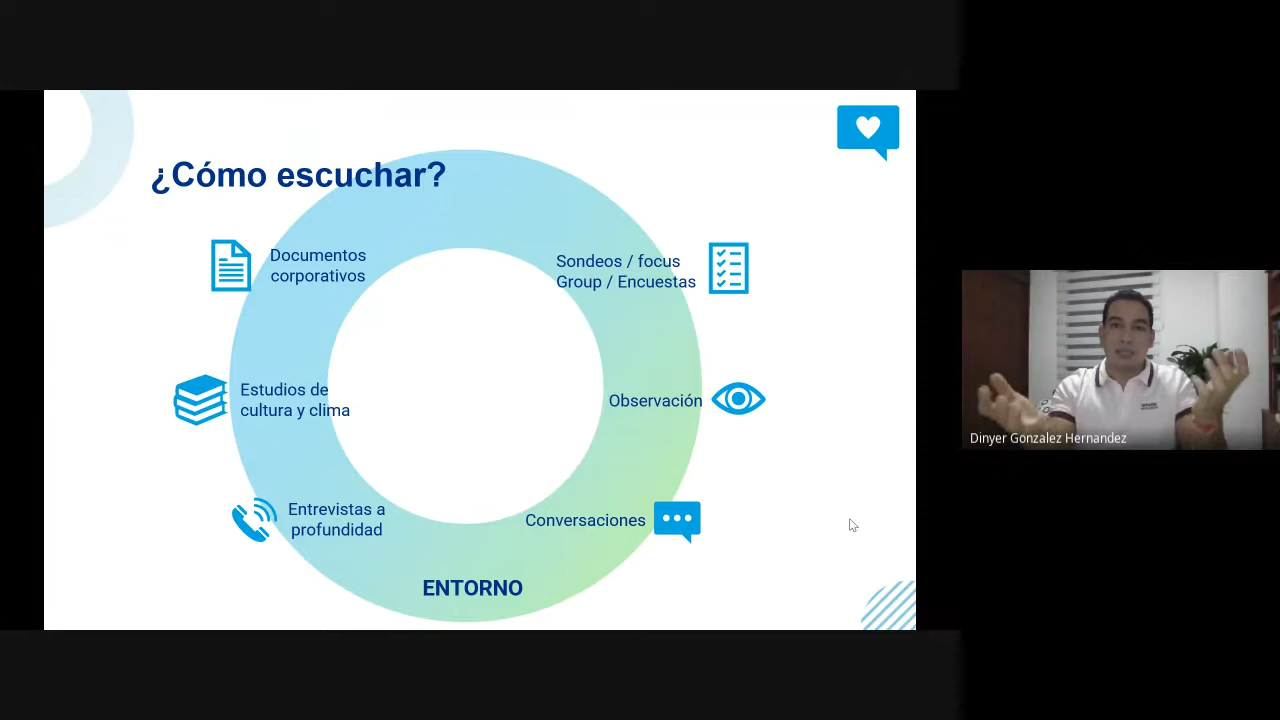 ¿Cómo escuchar?
Documentos
corporativos
Sondeos / focus
Group / Encuestas
Estudios de
cultura y clima
Observación
Entrevistas a
profundidad
Conversaciones
ENTORNO
Dinyer Gonzalez Hernandez